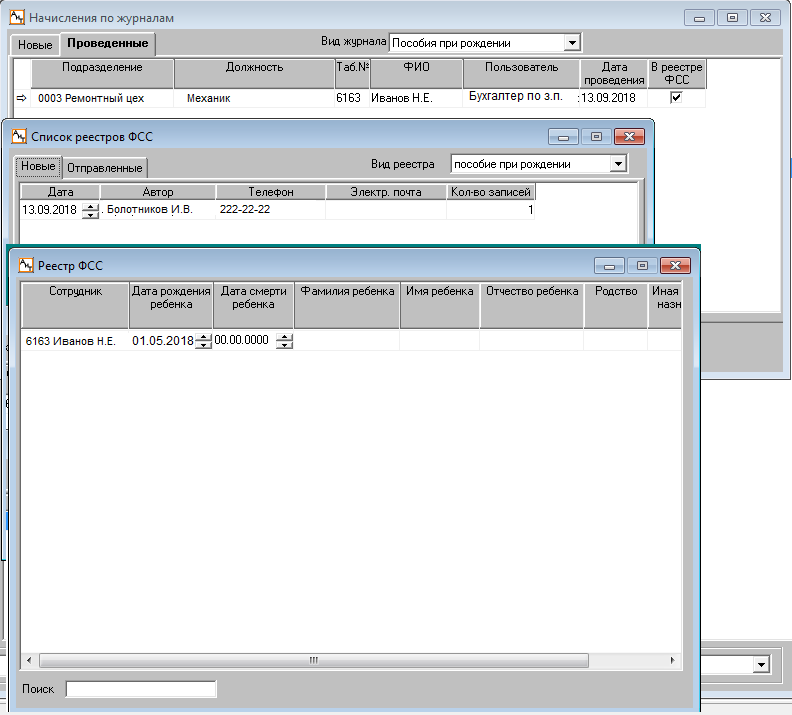 Начисления по журналам
Новые Проведенные Вид журнала Пособия при рождении
Подразделение Должность Таб.№ ФИО Пользователь Дата проведения В реестре ФСС
0003 Ремонтный цех Механик 6163 Иванов Н.Е. Бухгалтер по з.п. 13.09.2018
Список реестров ФСС
Новые Отправленные Вид реестра пособие при рождении
Дата Автор Телефон Электр. почта Кол-во записей
13.09.2018 Болотников И.В. 222-22-22 1
Реестр ФСС
Сотрудник Дата рождения ребенка Дата смерти ребенка Фамилия ребенка Имя ребенка Отчество ребенка Родство Иная назн
6163 Иванов Н.Е. 01.05.2018 00.00.0000
Поиск